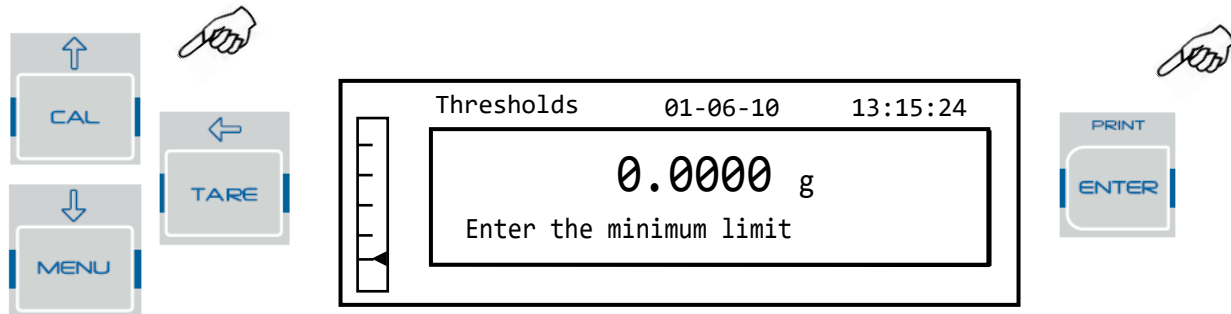 CAL
MENU
TARE
Thresholds 01-06-10 13:15:24
0.0000 g
Enter the minimum limit
PRINT
ENTER